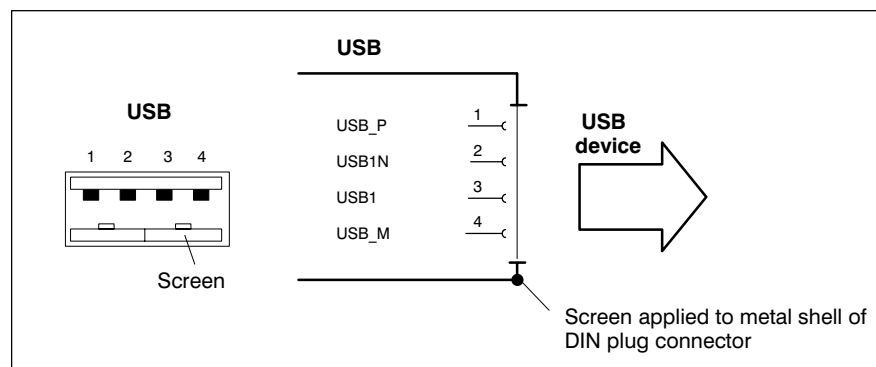 USB
1 2 3 4
Screen
USB
USB_P 1
USB1N 2
USB1 3
USB_M 4
USB
device
Screen applied to metal shell of
DIN plug connector